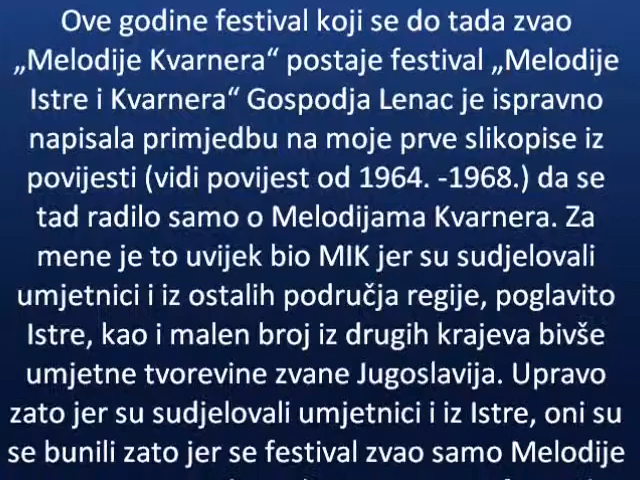 Ove godine festival koji se do tada zvao
„Melodije Kvarnera“ postaje festival „Melodije
Istre i Kvarnera“ Gospodja Lenac je ispravno
napisala primjedbu na moje prve slikopise iz
povijesti (vidi povijest od 1964. -1968.) da se
tad radilo samo o Melodijama Kvarnera. Za
mene je to uvijek bio MIK jer su sudjelovali
umjetnici i iz ostalih područja regije, poglavito
Istre, kao i malen broj iz drugih krajeva bivše
umjetne tvorevine zvane Jugoslavija. Upravo
zato jer su sudjelovali umjetnici i iz Istre, oni su
se bunili zato jer se festival zvao samo Melodije